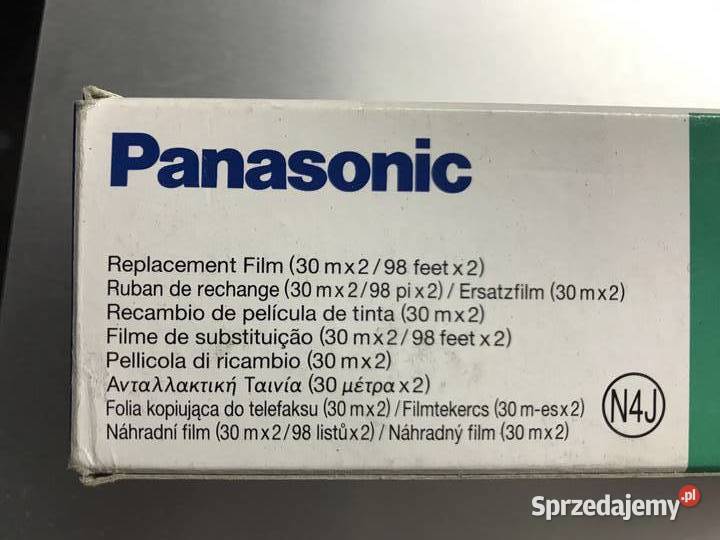 Panasonic
Replacement Film (30 m x 2 / 98 feet x 2)
Ruban de rechange (30 m x 2 / 98 pi x 2) / Ersatzfilm (30 m x 2)
Recambio de película de tinta (30 m x 2)
Filme de substituição (30 m x 2 / 98 feet x 2)
Pellicola di ricambio (30 m x 2)
Ανταλλακτική Ταινία (30 μέτρα x 2)
Folia kopiująca do telefaksu (30 m x 2) / Filmtekercs (30 m-es x 2)
Náhradní film (30 m x 2 / 98 listů x 2) / Náhradný film (30 m x 2)
N4J
Sprzedajemy.pl